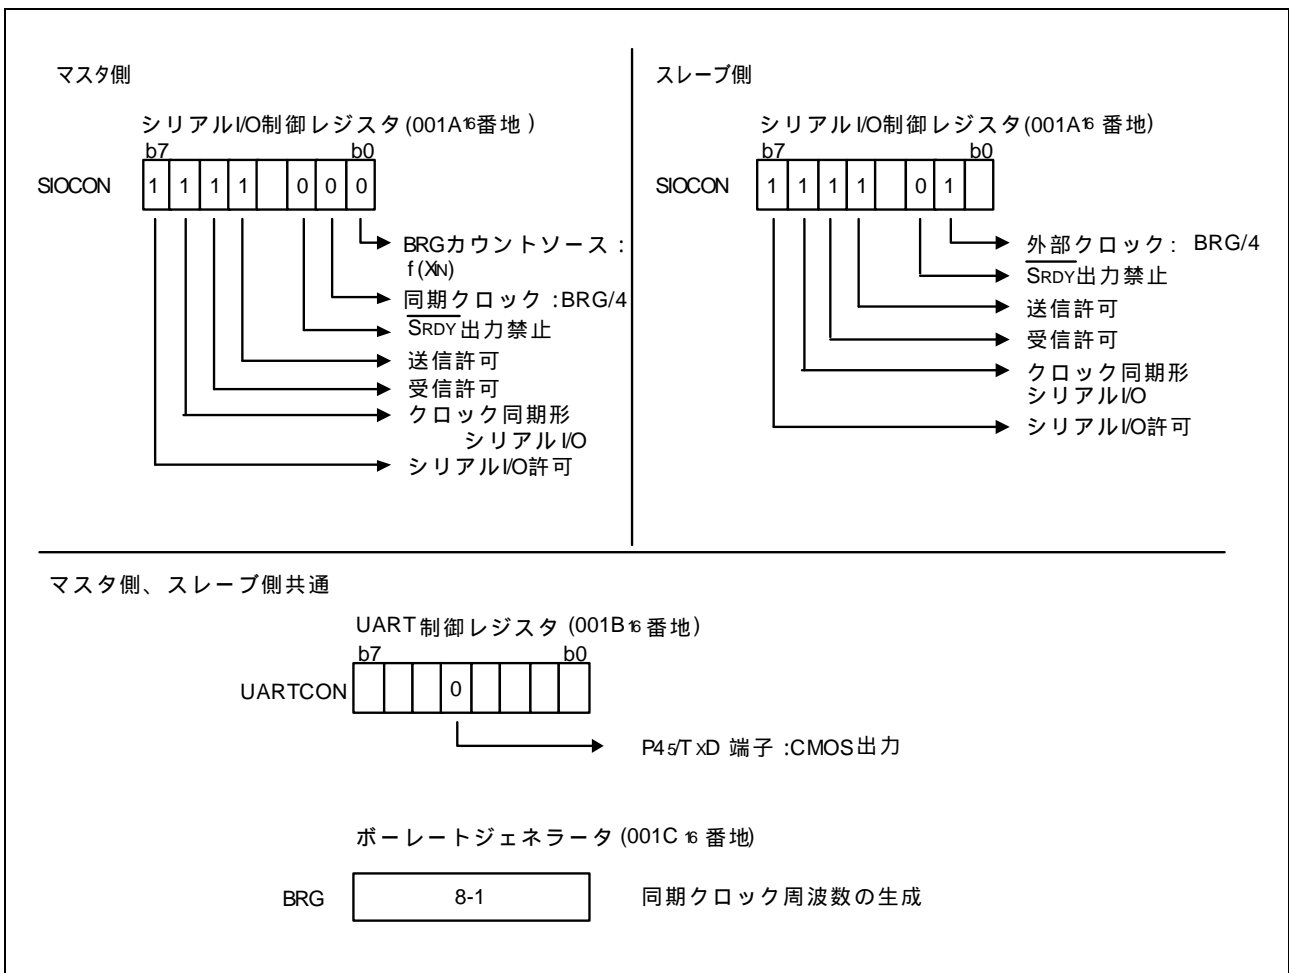 マスタ側
シリアルI/O制御レジスタ(001A16番地)
b7 b0
SIOCON 1 1 1 1 0 0 0
BRGカウントソース:
f(XIN)
同期クロック:BRG/4
SRDY出力禁止
送信許可
受信許可
クロック同期形
シリアルI/O
シリアルI/O許可
スレーブ側
シリアルI/O制御レジスタ(001A16番地)
b7 b0
SIOCON 1 1 1 1 0 1
外部クロック: BRG/4
SRDY出力禁止
送信許可
受信許可
クロック同期形
シリアルI/O
シリアルI/O許可
マスタ側、スレーブ側共通
UART制御レジスタ(001B16番地)
b7 b0
UARTCON 0
P45/TxD 端子:CMOS出力
ボーレートジェネラータ(001C16番地)
BRG 8-1 同期クロック周波数の生成